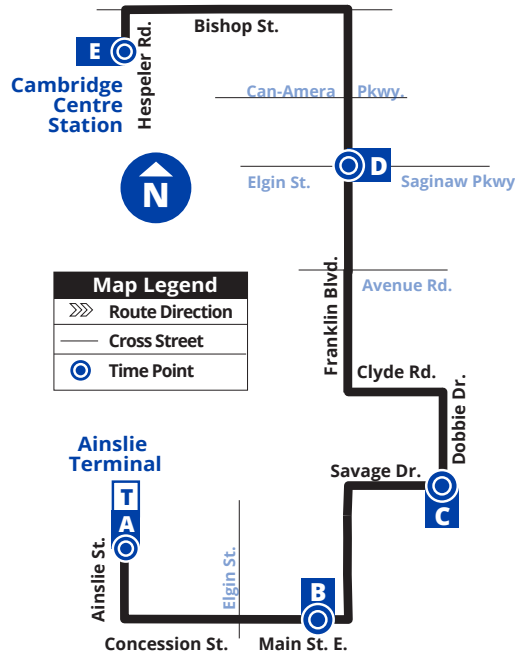 Bishop St.
Hespeler Rd.
E
Cambridge
Centre
Station
Can-Amera Pkwy.
N
D
Elgin St.
Saginaw Pkwy
Franklin Blvd.
Avenue Rd.
Map Legend
Route Direction
Cross Street
Time Point
Clyde Rd.
Dobbie Dr.
Ainslie
Terminal
Savage Dr.
T
A
C
Ainslie St.
Elgin St.
B
Concession St.
Main St. E.